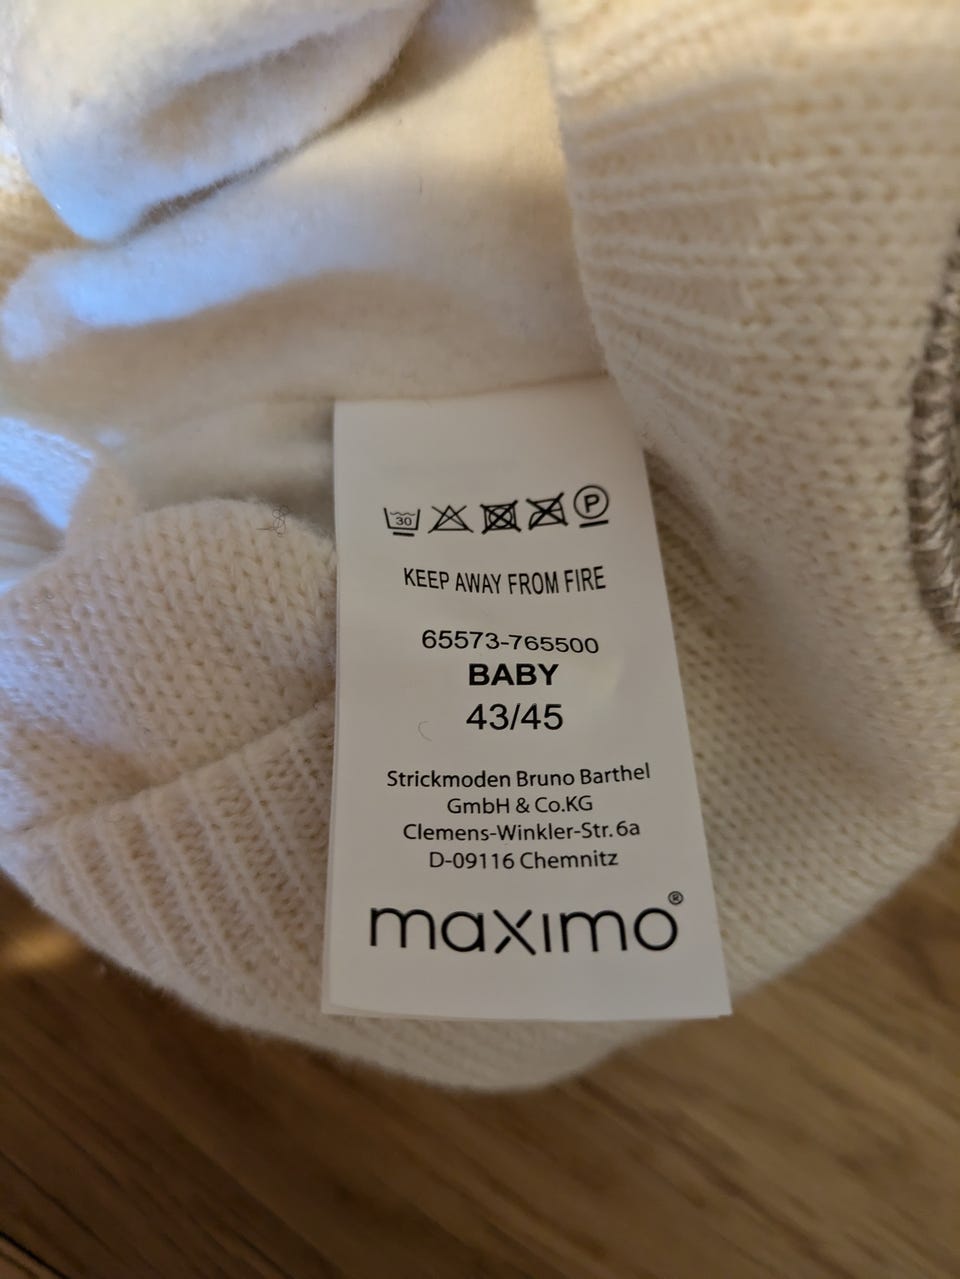 30 P
KEEP AWAY FROM FIRE
65573-765500
BABY
43/45
Strickmoden Bruno Barthel
GmbH & Co.KG
Clemens-Winkler-Str. 6a
D-09116 Chemnitz
maximo®